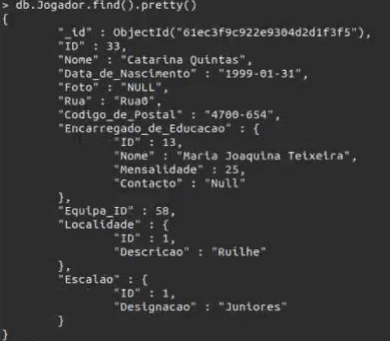 > db.Jogador.find().pretty()
{
"_id" : ObjectId("61ec3f9c922e9304d2d1f3f5"),
"ID" : 33,
"Nome" : "Catarina Quintas",
"Data_de_Nascimento" : "1999-01-31",
"Foto" : "NULL",
"Rua" : "Rua0",
"Codigo_de_Postal" : "4700-654",
"Encarregado_de_Educacao" : {
"ID" : 13,
"Nome" : "Maria Joaquina Teixeira",
"Mensalidade" : 25,
"Contacto" : "Null"
},
"Equipa_ID" : 58,
"Localidade" : {
"ID" : 1,
"Descricao" : "Ruilhe"
},
"Escalao" : {
"ID" : 1,
"Designacao" : "Juniores"
}
}